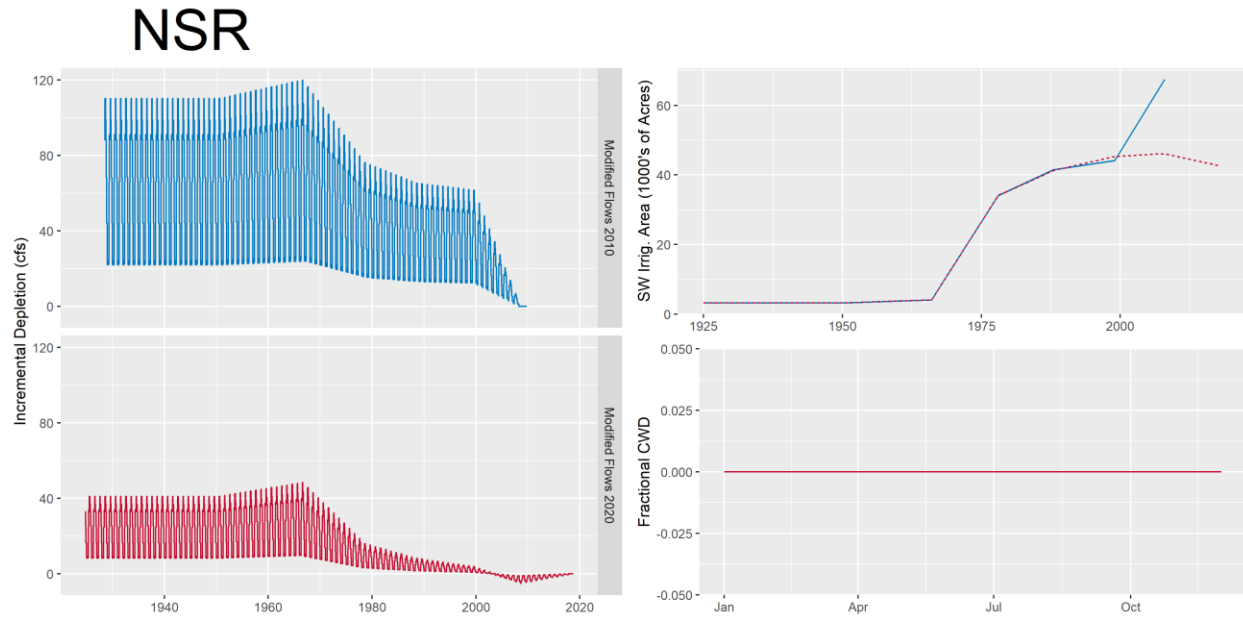 NSR
Incremental Depletion (cfs)
120
80
40
0
Modified Flows 2010
120
80
40
0
Modified Flows 2020
1940
1960
1980
2000
2020
SW Irrig. Area (1000's of Acres)
60
40
20
0
1925
1950
1975
2000
Fractional CWD
0.050
0.025
0.000
-0.025
-0.050
Jan
Apr
Jul
Oct